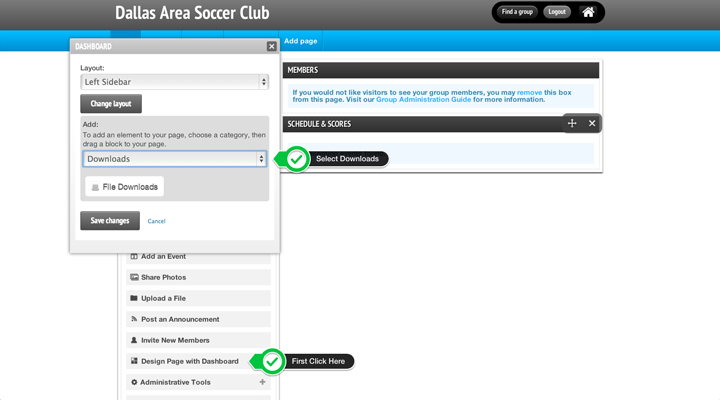 Dallas Area Soccer Club
Find a group
Logout
Add page
DASHBOARD
Layout:
Left Sidebar
Change layout
Add:
To add an element to your page, choose a category, then
drag a block to your page.
Downloads
File Downloads
Save changes
Cancel
MEMBERS
If you would not like visitors to see your group members, you may remove this box
from this page. Visit our Group Administration Guide for more information.
SCHEDULE & SCORES
Select Downloads
Add an Event
Share Photos
Upload a File
Post an Announcement
Invite New Members
Design Page with Dashboard
First Click Here
Administrative Tools